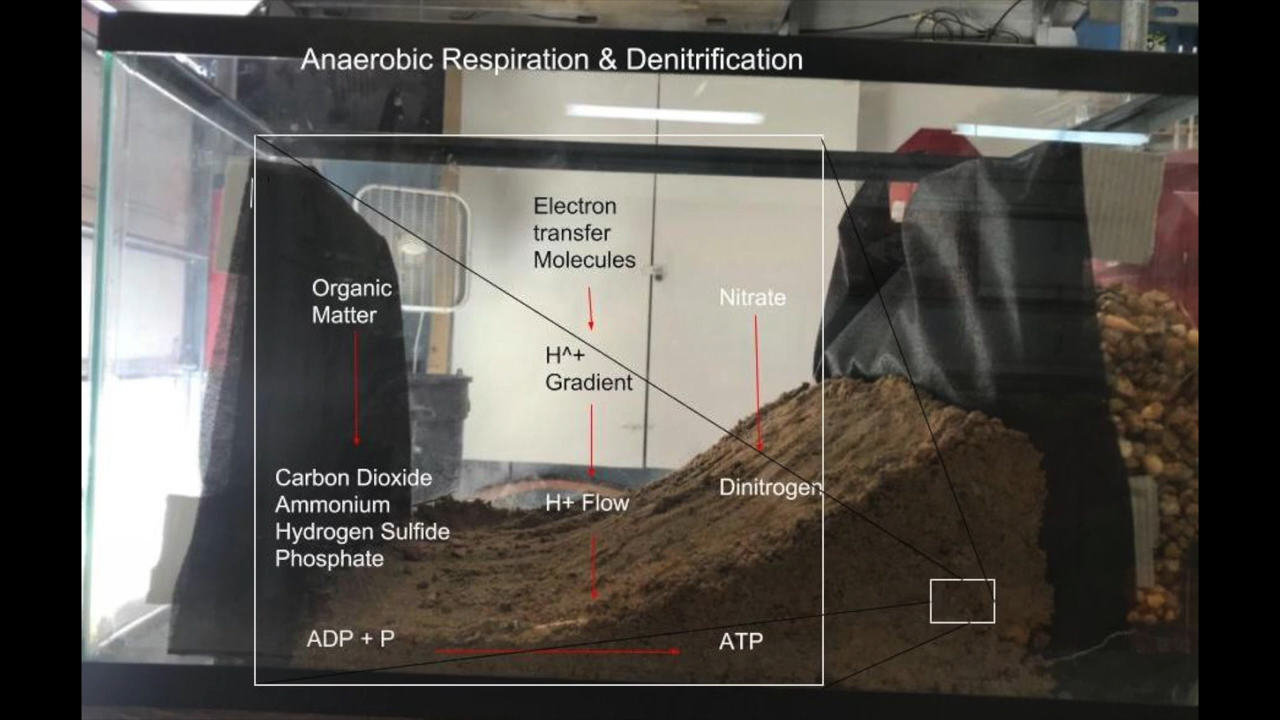 Anaerobic Respiration & Denitrification
Electron
transfer
Molecules
Organic
Matter
Nitrate
H^+
Gradient
Carbon Dioxide
Ammonium
Hydrogen Sulfide
Phosphate
H+ Flow
Dinitrogen
ADP + P
ATP